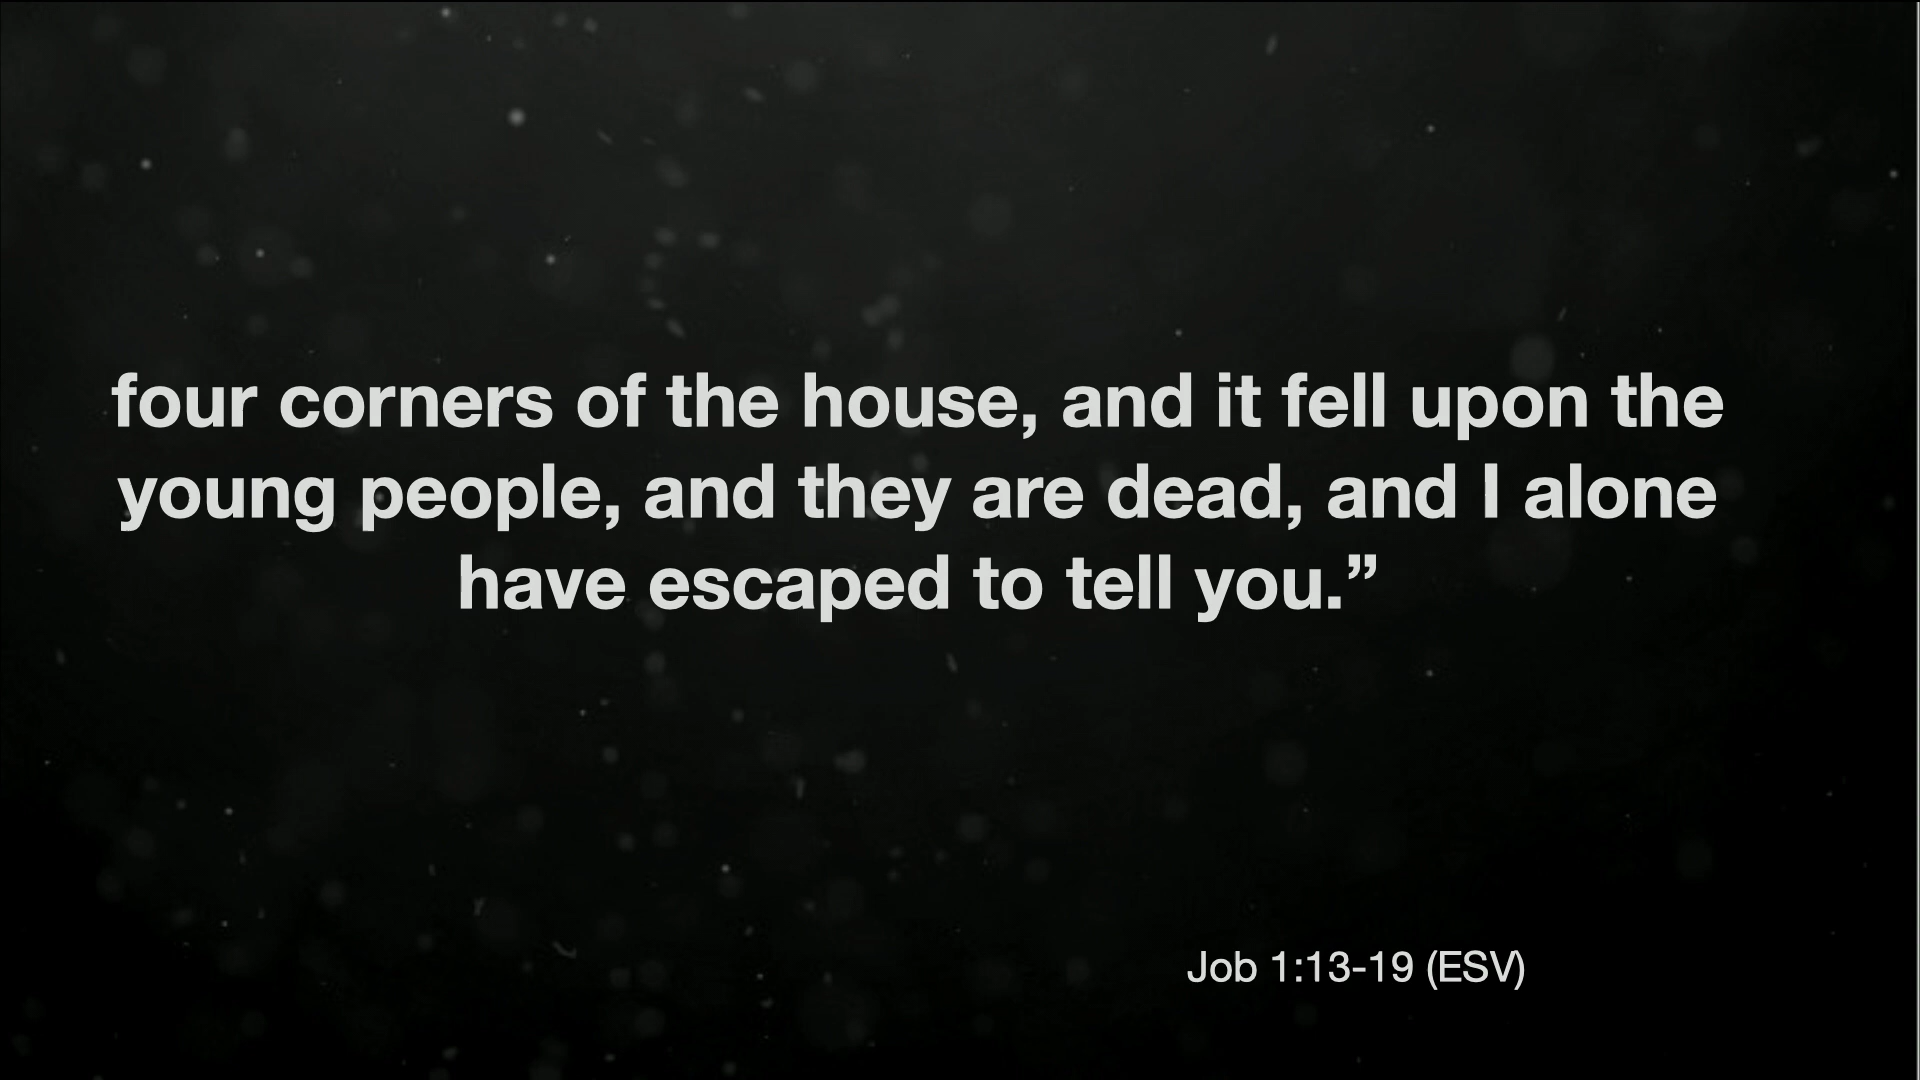 four corners of the house, and it fell upon the
young people, and they are dead, and I alone
have escaped to tell you.”
Job 1:13-19 (ESV)